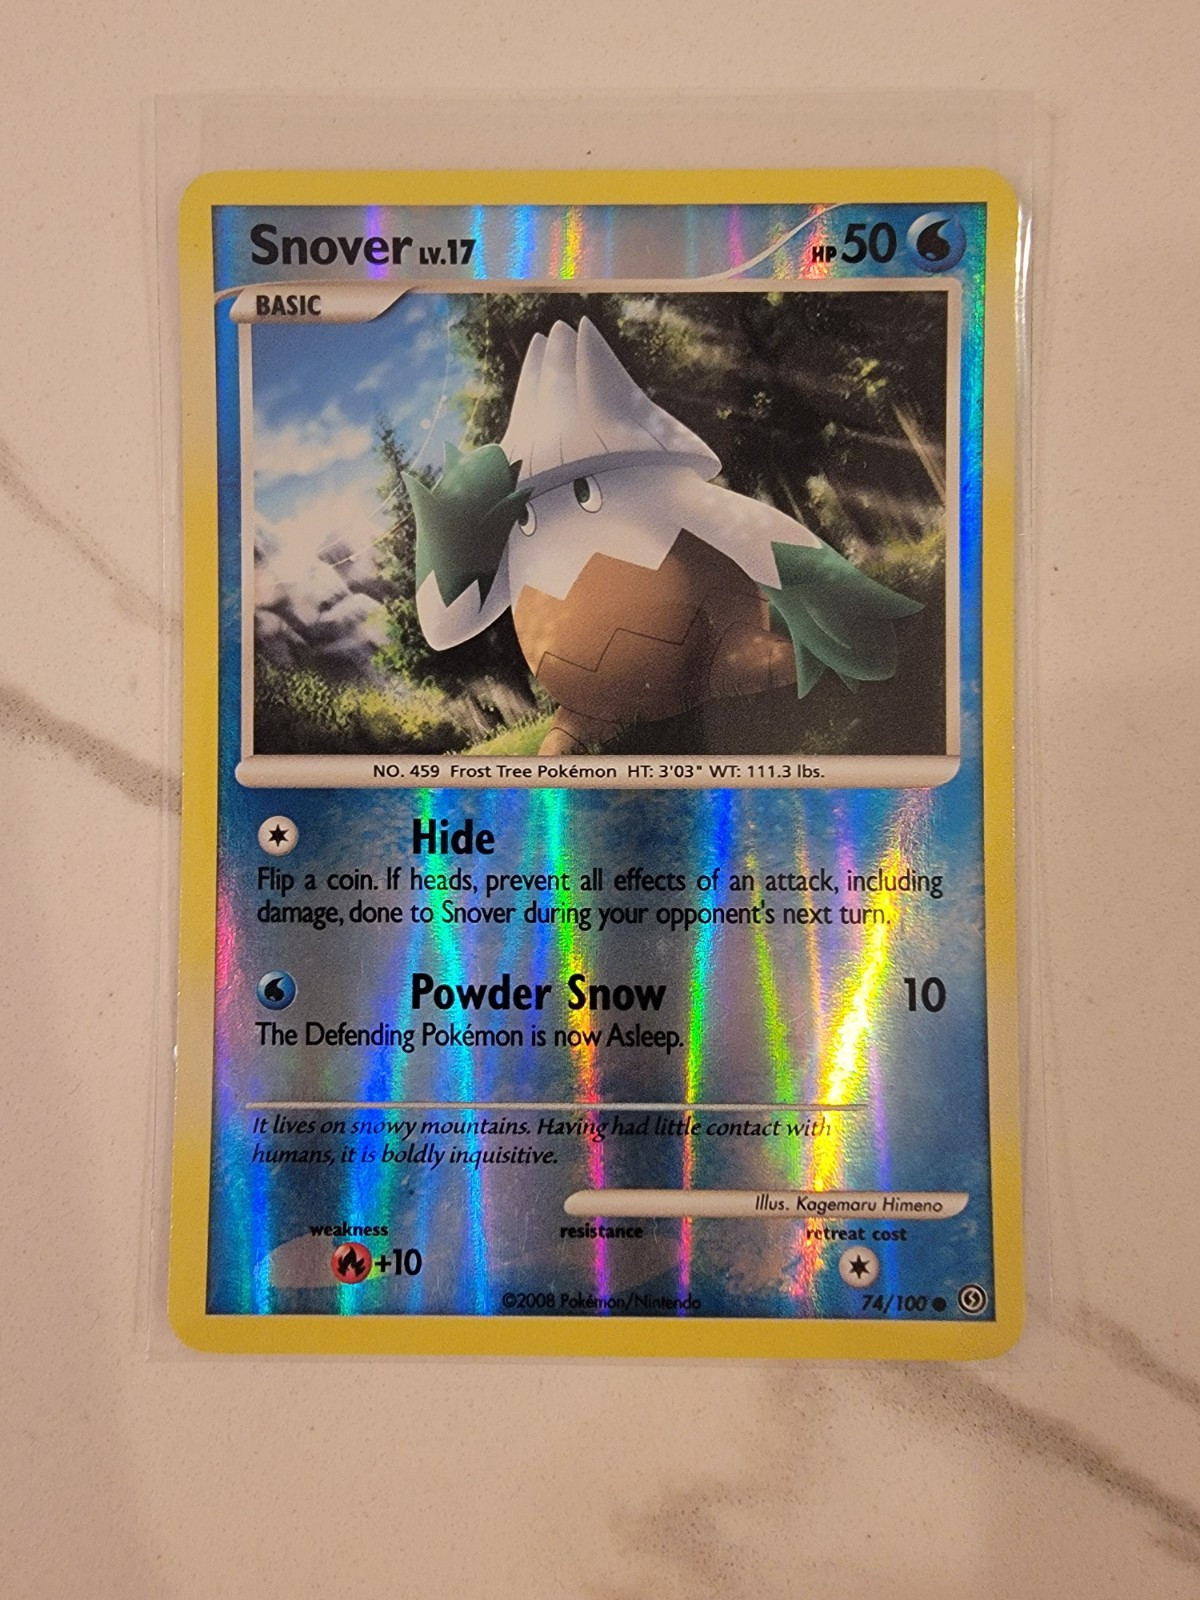 Snover LV.17 HP 50
BASIC
NO. 459 Frost Tree Pokémon HT: 3'03" WT: 111.3 lbs.
Hide
Flip a coin. If heads, prevent all effects of an attack, including
damage, done to Snover during your opponent's next turn.
Powder Snow 10
The Defending Pokémon is now Asleep.
It lives on snowy mountains. Having had little contact with
humans, it is boldly inquisitive.
Illus. Kagemaru Himeno
weakness resistance retreat cost
+10
©2008 Pokémon/Nintendo 74/100